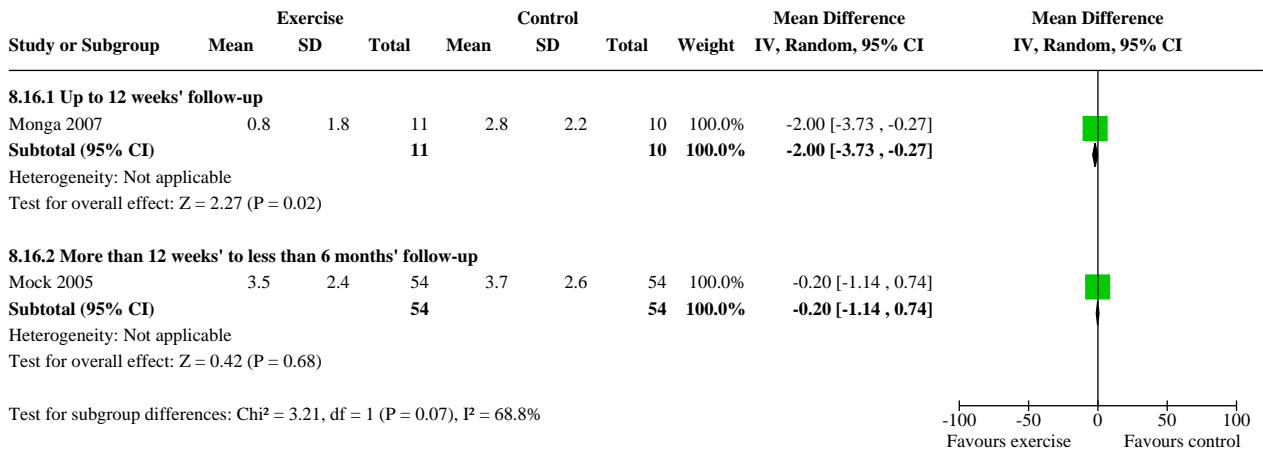 Exercise Control Mean Difference Mean Difference
Study or Subgroup Mean SD Total Mean SD Total Weight IV, Random, 95% CI IV, Random, 95% CI
8.16.1 Up to 12 weeks' follow-up
Monga 2007 0.8 1.8 11 2.8 2.2 10 100.0% -2.00 [-3.73 , -0.27]
Subtotal (95% CI) 11 10 100.0% -2.00 [-3.73 , -0.27]
Heterogeneity: Not applicable
Test for overall effect: Z = 2.27 (P = 0.02)
8.16.2 More than 12 weeks' to less than 6 months' follow-up
Mock 2005 3.5 2.4 54 3.7 2.6 54 100.0% -0.20 [-1.14 , 0.74]
Subtotal (95% CI) 54 54 100.0% -0.20 [-1.14 , 0.74]
Heterogeneity: Not applicable
Test for overall effect: Z = 0.42 (P = 0.68)
Test for subgroup differences: Chi² = 3.21, df = 1 (P = 0.07), I² = 68.8%
-100 -50 0 50 100
Favours exercise Favours control